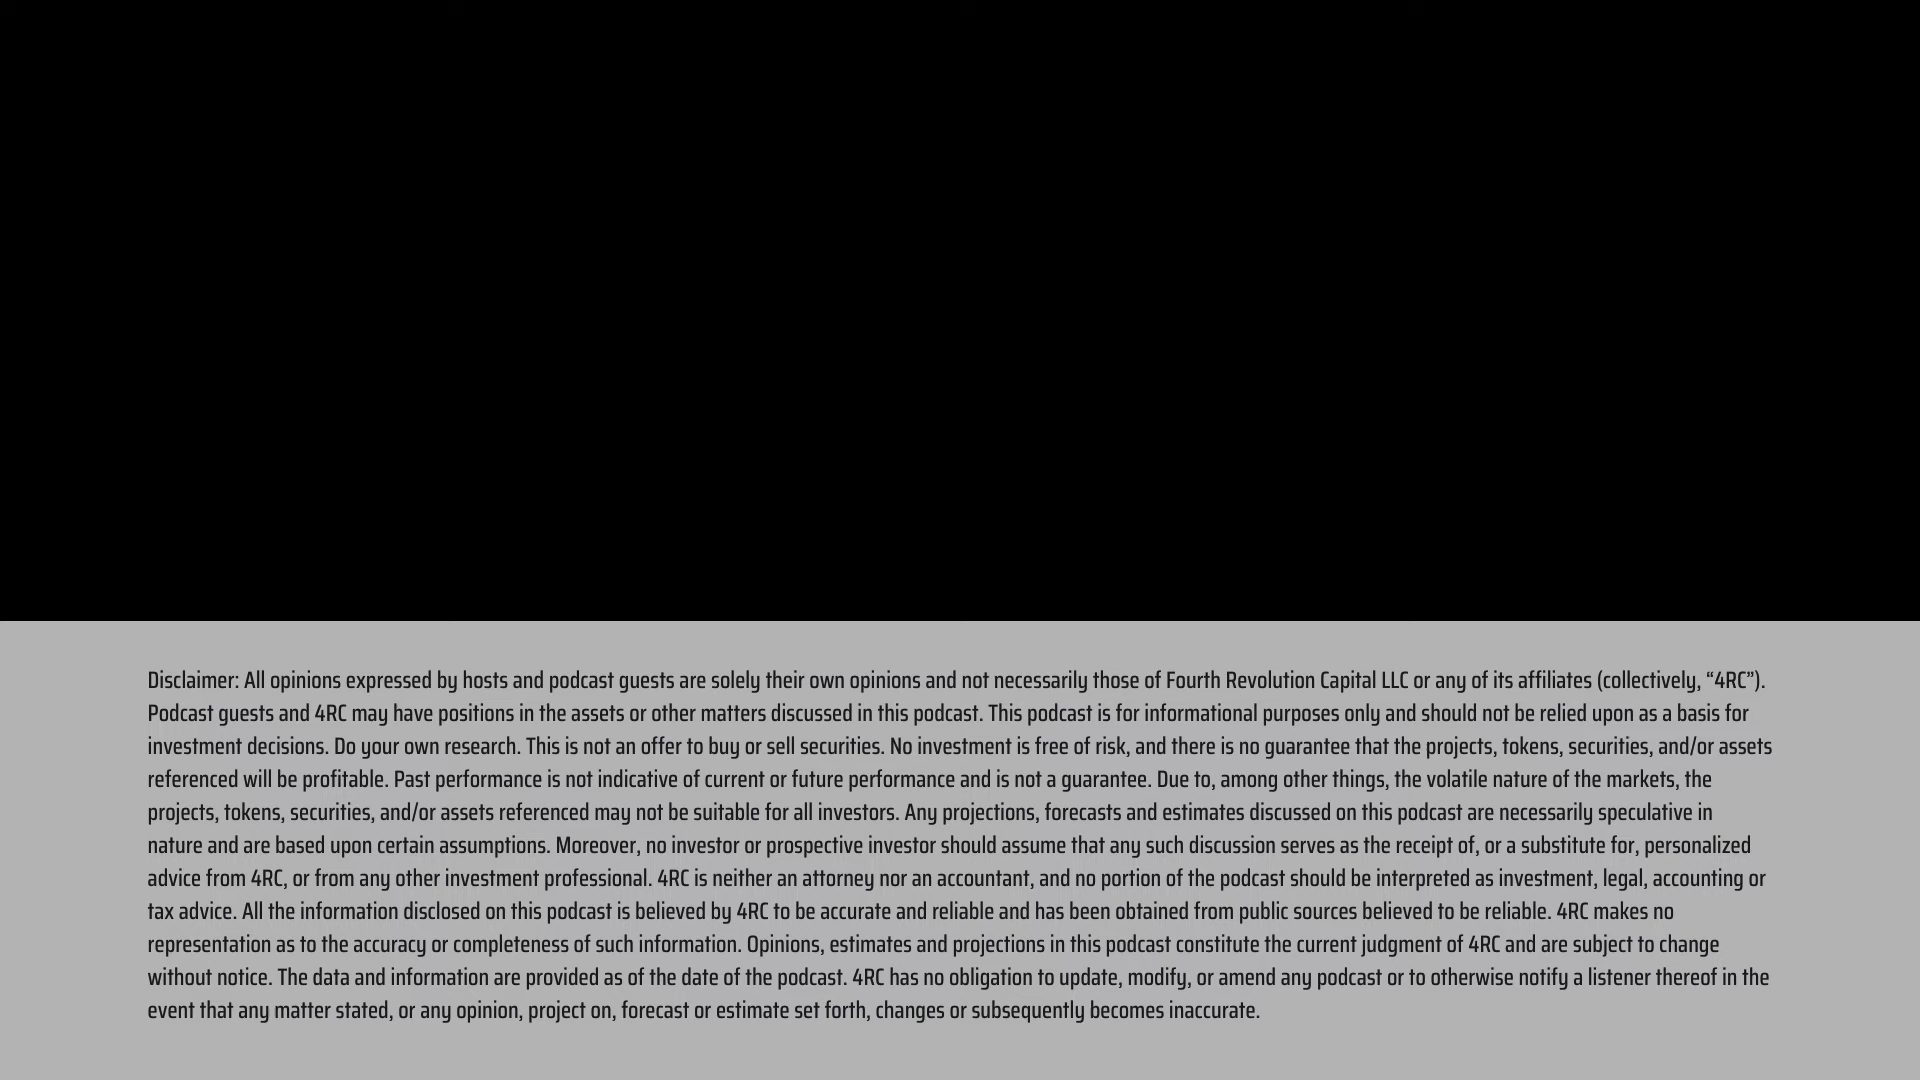 Disclaimer: All opinions expressed by hosts and podcast guests are solely their own opinions and not necessarily those of Fourth Revolution Capital LLC or any of its affiliates (collectively, “4RC”).
Podcast guests and 4RC may have positions in the assets or other matters discussed in this podcast. This podcast is for informational purposes only and should not be relied upon as a basis for
investment decisions. Do your own research. This is not an offer to buy or sell securities. No investment is free of risk, and there is no guarantee that the projects, tokens, securities, and/or assets
referenced will be profitable. Past performance is not indicative of current or future performance and is not a guarantee. Due to, among other things, the volatile nature of the markets, the
projects, tokens, securities, and/or assets referenced may not be suitable for all investors. Any projections, forecasts and estimates discussed on this podcast are necessarily speculative in
nature and are based upon certain assumptions. Moreover, no investor or prospective investor should assume that any such discussion serves as the receipt of, or a substitute for, personalized
advice from 4RC, or from any other investment professional. 4RC is neither an attorney nor an accountant, and no portion of the podcast should be interpreted as investment, legal, accounting or
tax advice. All the information disclosed on this podcast is believed by 4RC to be accurate and reliable and has been obtained from public sources believed to be reliable. 4RC makes no
representation as to the accuracy or completeness of such information. Opinions, estimates and projections in this podcast constitute the current judgment of 4RC and are subject to change
without notice. The data and information are provided as of the date of the podcast. 4RC has no obligation to update, modify, or amend any podcast or to otherwise notify a listener thereof in the
event that any matter stated, or any opinion, project on, forecast or estimate set forth, changes or subsequently becomes inaccurate.